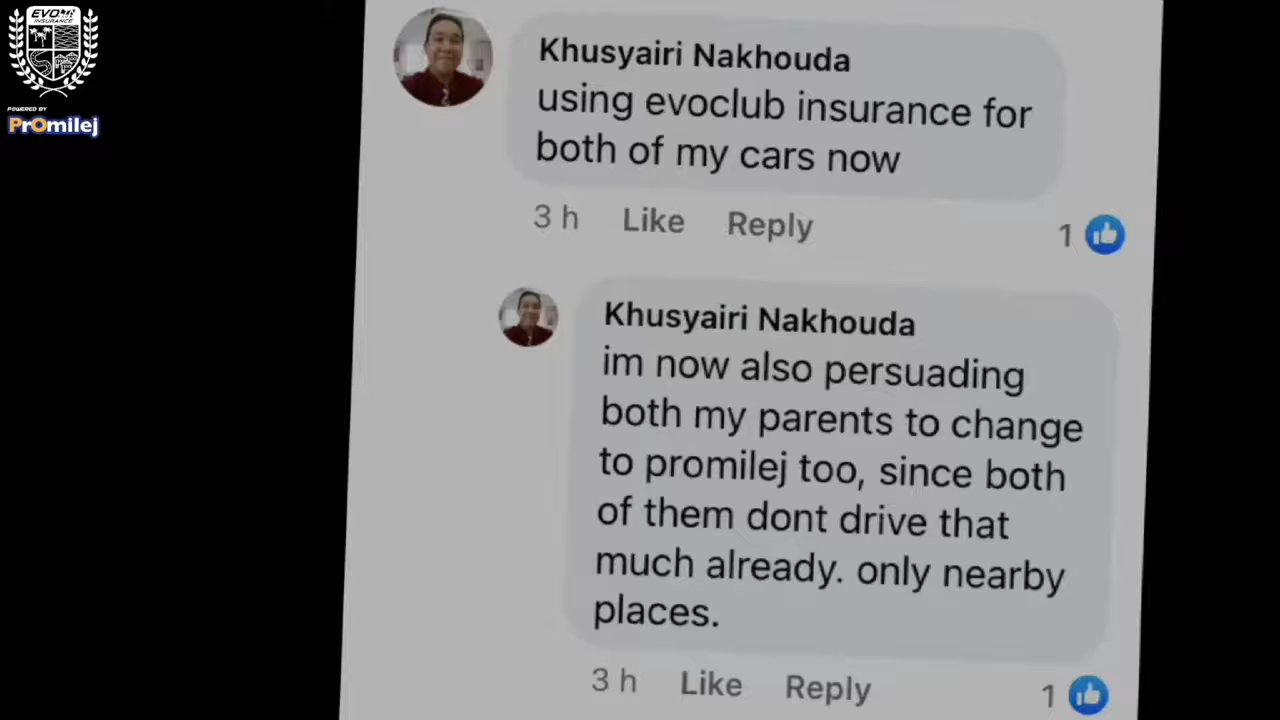 EVO
INSURANCE
POWERED BY
PrOmilej
Khusyairi Nakhouda
using evoclub insurance for
both of my cars now
3 h Like Reply 1
Khusyairi Nakhouda
im now also persuading
both my parents to change
to promilej too, since both
of them dont drive that
much already. only nearby
places.
3 h Like Reply 1